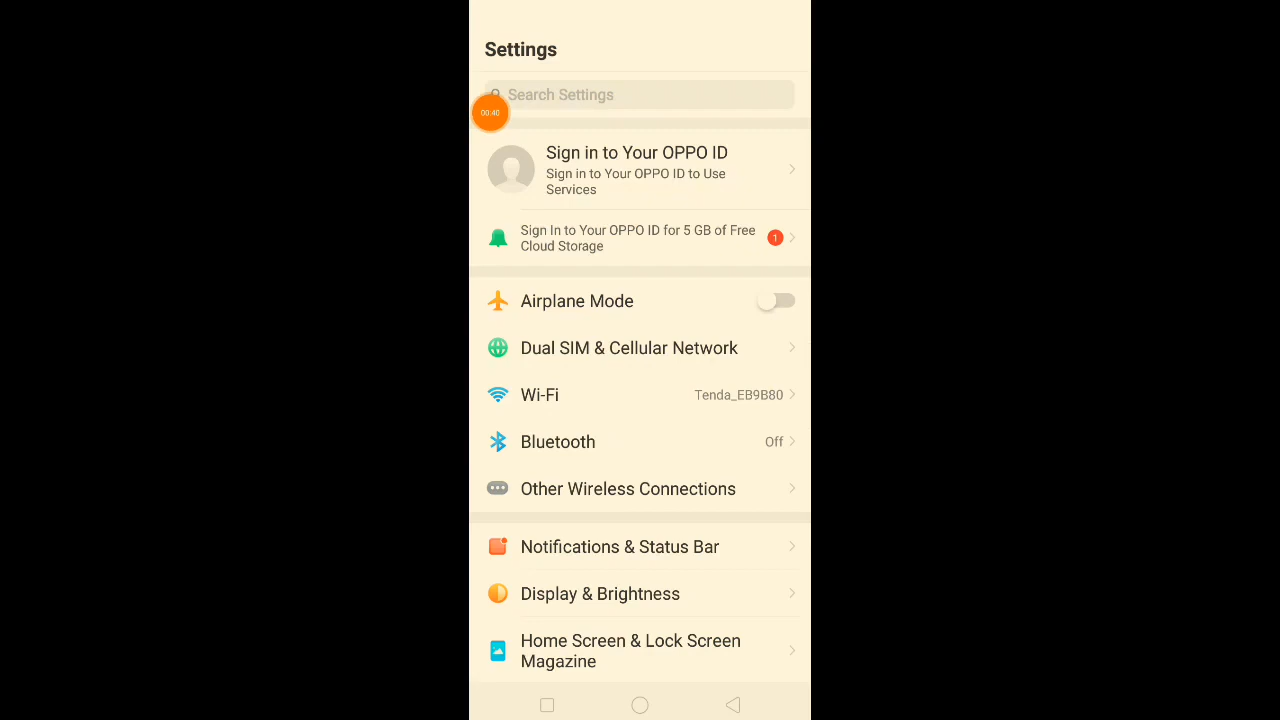 Settings
Search Settings
00:40
Sign in to Your OPPO ID
Sign in to Your OPPO ID to Use
Services
Sign In to Your OPPO ID for 5 GB of Free
Cloud Storage
1
Airplane Mode
Dual SIM & Cellular Network
Wi-Fi
Tenda_EB9B80
Bluetooth
Off
Other Wireless Connections
Notifications & Status Bar
Display & Brightness
Home Screen & Lock Screen
Magazine